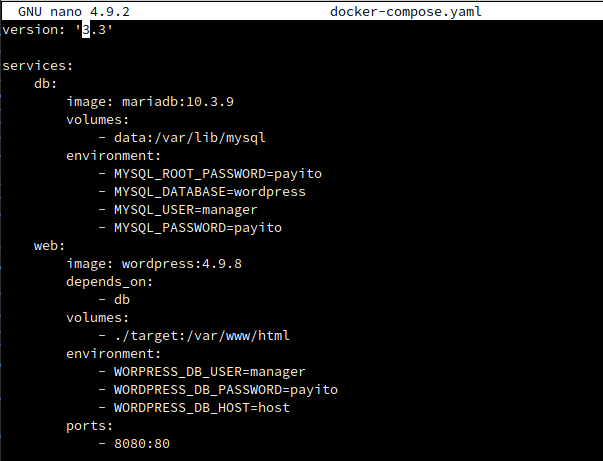 GNU nano 4.9.2 docker-compose.yaml
version: '3.3'
services:
db:
image: mariadb:10.3.9
volumes:
- data:/var/lib/mysql
environment:
- MYSQL_ROOT_PASSWORD=payito
- MYSQL_DATABASE=wordpress
- MYSQL_USER=manager
- MYSQL_PASSWORD=payito
web:
image: wordpress:4.9.8
depends_on:
- db
volumes:
- ./target:/var/www/html
environment:
- WORPRESS_DB_USER=manager
- WORDPRESS_DB_PASSWORD=payito
- WORDPRESS_DB_HOST=host
ports:
- 8080:80